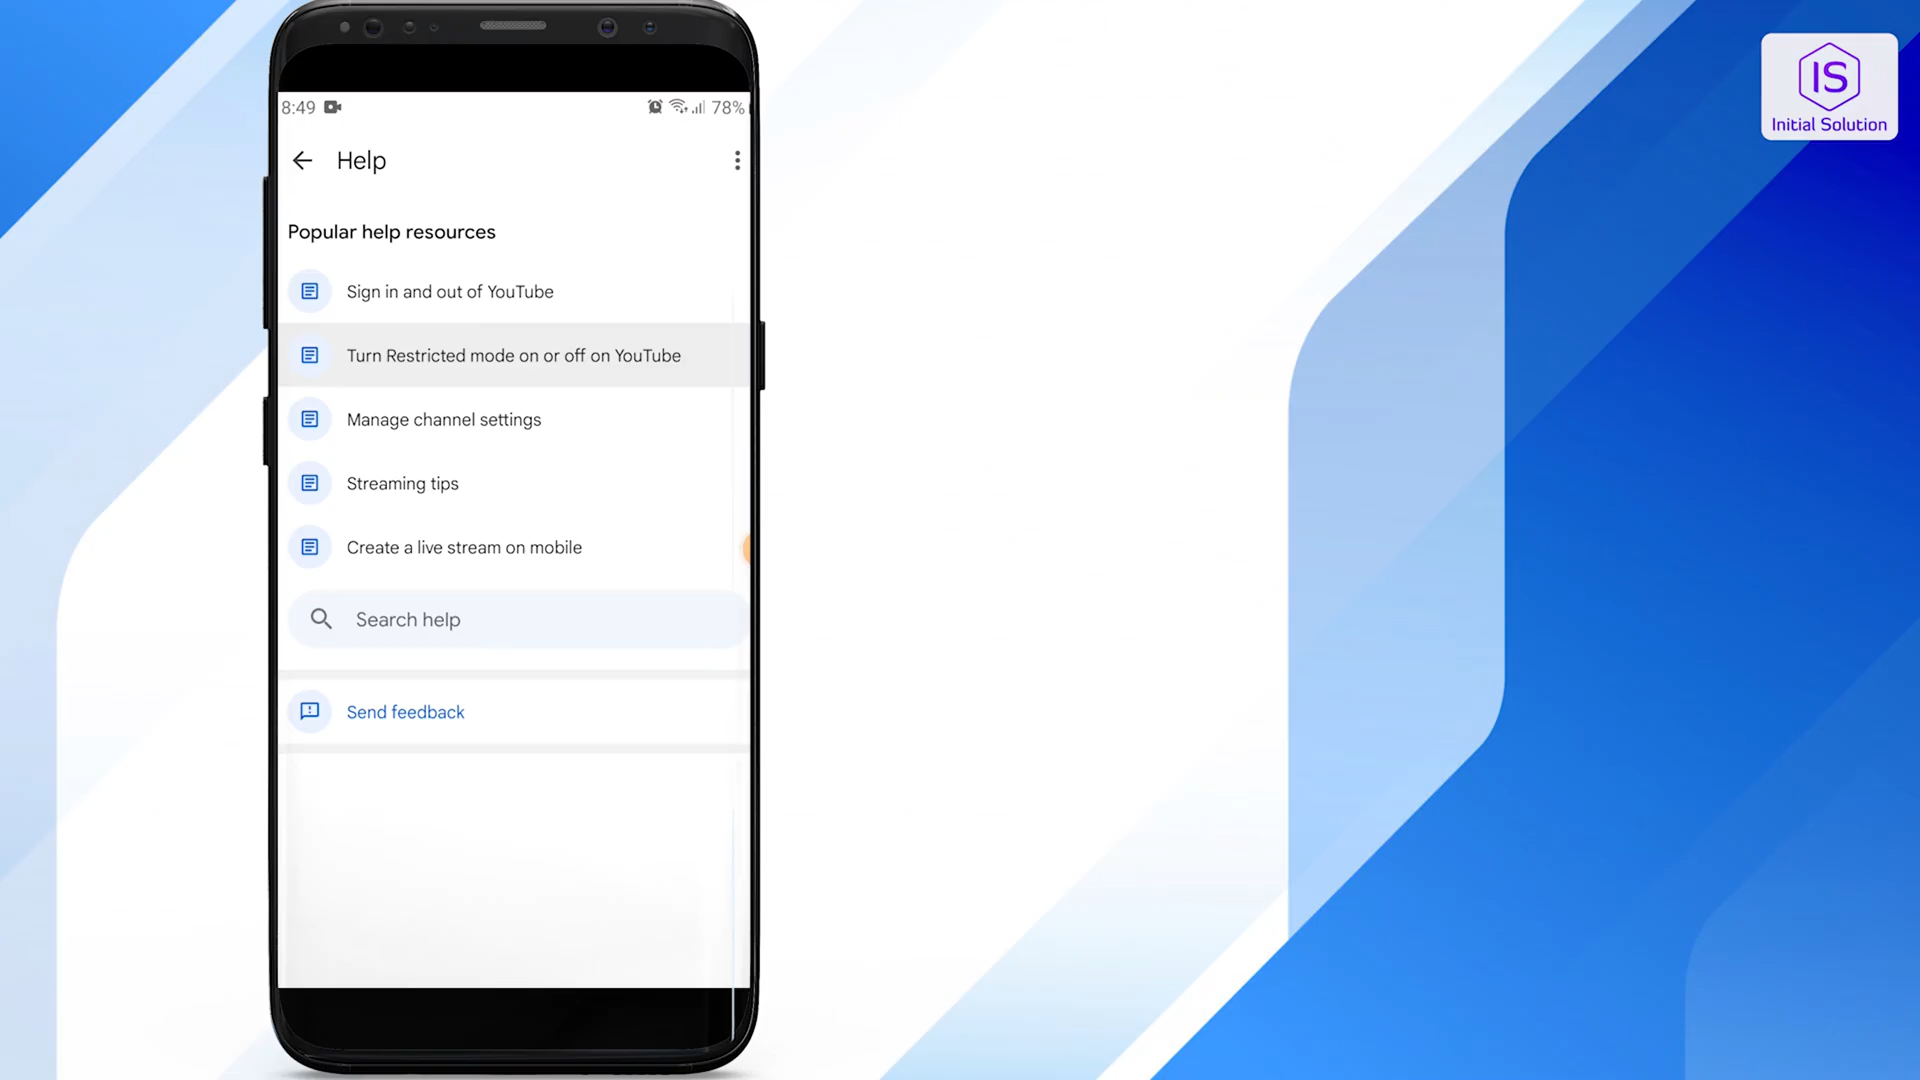 8:49
78%
IS
Initial Solution
Help
Popular help resources
Sign in and out of YouTube
Turn Restricted mode on or off on YouTube
Manage channel settings
Streaming tips
Create a live stream on mobile
Search help
Send feedback